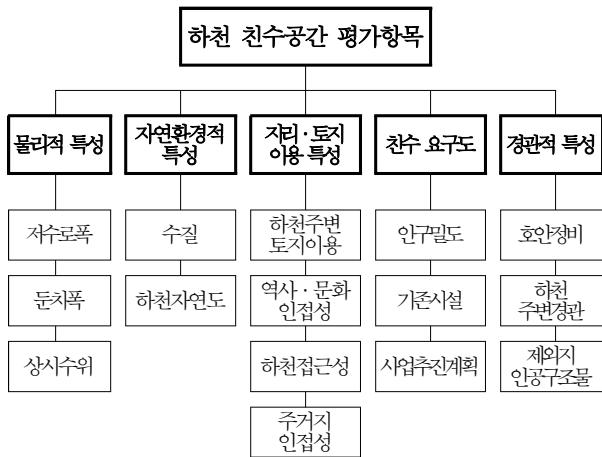 하천 친수공간 평가항목
물리적 특성
자연환경적
특성
지리·토지
이용 특성
친수 요구도
경관적 특성
저수로폭
수질
하천주변
토지이용
인구밀도
호안정비
둔치폭
하천자연도
역사·문화
인접성
기존시설
하천
주변경관
상시수위
하천접근성
사업추진계획
제외지
인공구조물
주거지
인접성